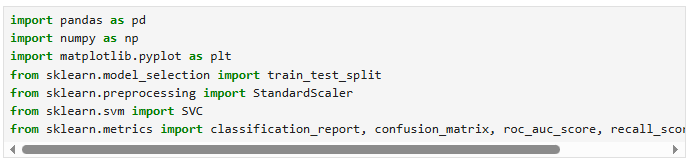 import pandas as pd
import numpy as np
import matplotlib.pyplot as plt
from sklearn.model_selection import train_test_split
from sklearn.preprocessing import StandardScaler
from sklearn.svm import SVC
from sklearn.metrics import classification_report, confusion_matrix, roc_auc_score, recall_scor